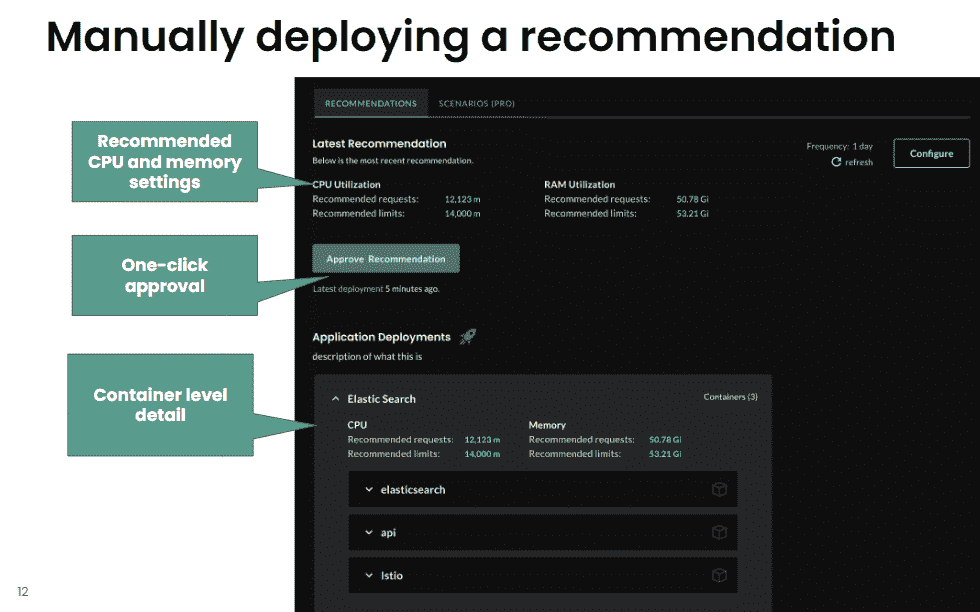 Manually deploying a recommendation
Recommended
CPU and memory
settings
One-click
approval
Container level
detail
RECOMMENDATIONS
SCENARIOS (PRO)
Latest Recommendation
Below is the most recent recommendation.
Frequency: 1 day
refresh
Configure
CPU Utilization
Recommended requests: 12,123 m
Recommended limits: 14,000 m
RAM Utilization
Recommended requests: 50.78 Gi
Recommended limits: 53.21 Gi
Approve Recommendation
Latest deployment 5 minutes ago.
Application Deployments
description of what this is
Elastic Search
Containers (3)
CPU
Recommended requests: 12,123 m
Recommended limits: 14,000 m
Memory
Recommended requests: 50.78 Gi
Recommended limits: 53.21 Gi
elasticsearch
api
Istio
12